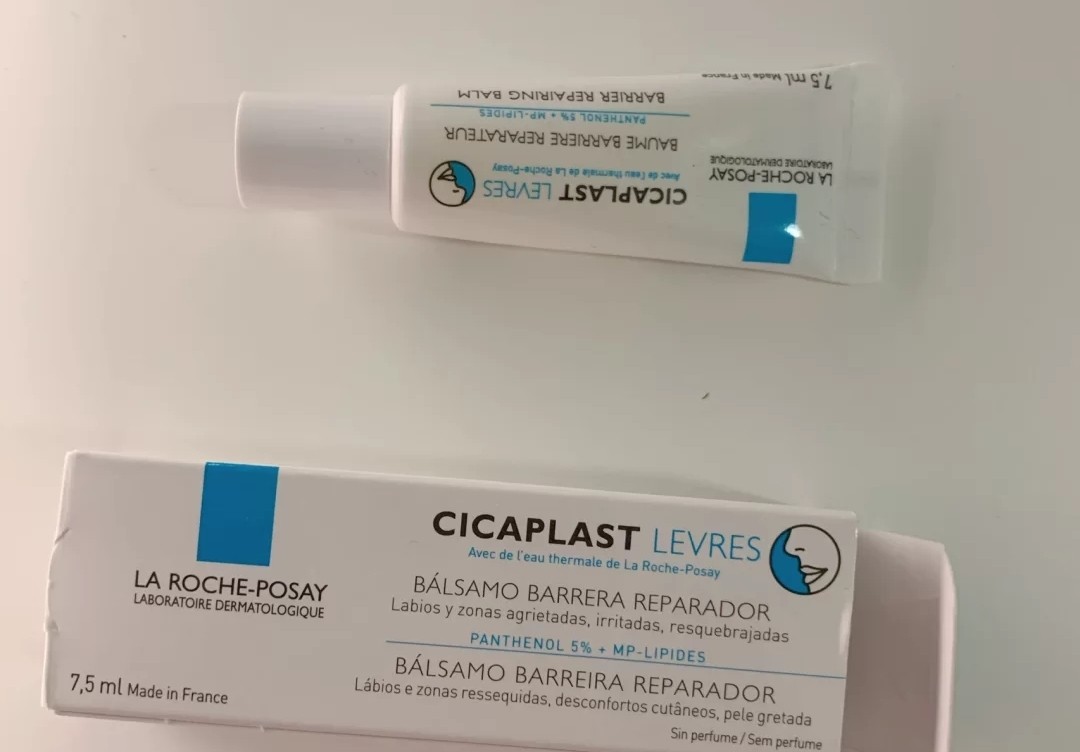 7,5 ml Made in France
BARRIER REPAIRING BALM
PANTHENOL 5% + MP-LIPIDES
BAUME BARRIERE REPARATEUR
Avec de l'eau thermale de La Roche-Posay
CICAPLAST LEVRES
LA ROCHE-POSAY
LABORATOIRE DERMATOLOGIQUE
CICAPLAST LEVRES
Avec de l'eau thermale de La Roche-Posay
LA ROCHE-POSAY
LABORATOIRE DERMATOLOGIQUE
BÁLSAMO BARRERA REPARADOR
Labios y zonas agrietadas, irritadas, resquebrajadas
PANTHENOL 5% + MP-LIPIDES
BÁLSAMO BARREIRA REPARADOR
Lábios e zonas ressequidas, desconfortos cutâneos, pele gretada
7,5 ml Made in France
Sin perfume / Sem perfume